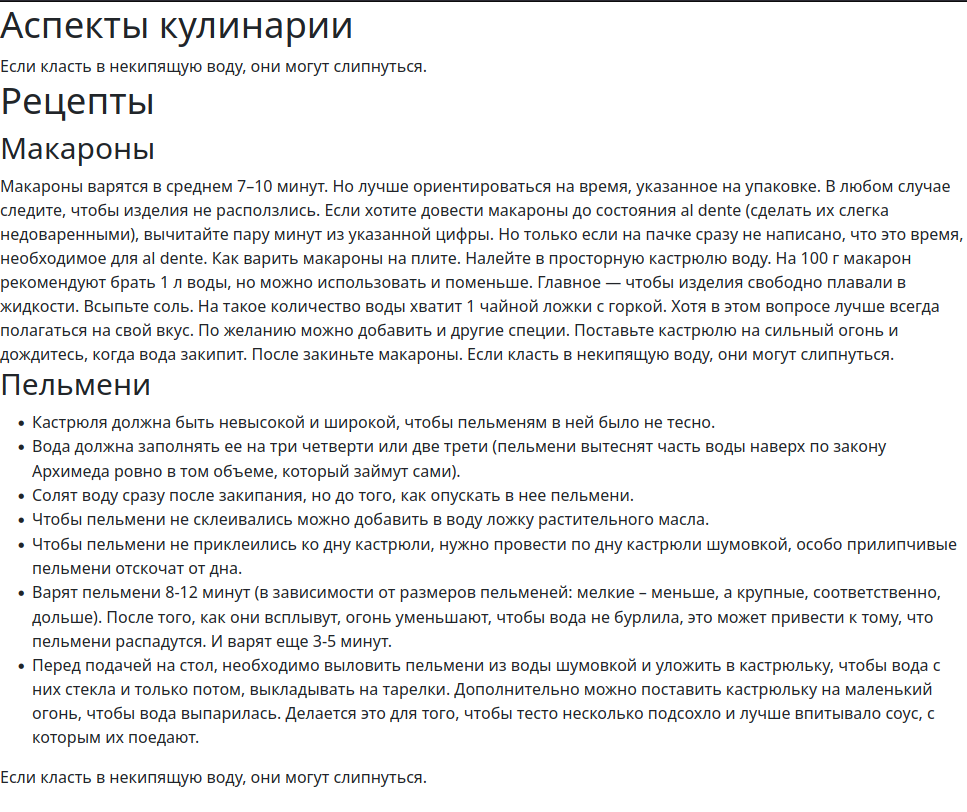 Аспекты кулинарии
Если класть в некипящую воду, они могут слипнуться.
Рецепты
Макароны
Макароны варятся в среднем 7–10 минут. Но лучше ориентироваться на время, указанное на упаковке. В любом случае
следите, чтобы изделия не расползлись. Если хотите довести макароны до состояния al dente (сделать их слегка
недоваренными), вычитайте пару минут из указанной цифры. Но только если на пачке сразу не написано, что это время,
необходимое для al dente. Как варить макароны на плите. Налейте в просторную кастрюлю воду. На 100 г макарон
рекомендуют брать 1 л воды, но можно использовать и поменьше. Главное — чтобы изделия свободно плавали в
жидкости. Всыпьте соль. На такое количество воды хватит 1 чайной ложки с горкой. Хотя в этом вопросе лучше всегда
полагаться на свой вкус. По желанию можно добавить и другие специи. Поставьте кастрюлю на сильный огонь и
дождитесь, когда вода закипит. После закиньте макароны. Если класть в некипящую воду, они могут слипнуться.
Пельмени
• Кастрюля должна быть невысокой и широкой, чтобы пельменям в ней было не тесно.
• Вода должна заполнять ее на три четверти или две трети (пельмени вытеснят часть воды наверх по закону
Архимеда ровно в том объеме, который займут сами).
• Солят воду сразу после закипания, но до того, как опускать в нее пельмени.
• Чтобы пельмени не склеивались можно добавить в воду ложку растительного масла.
• Чтобы пельмени не приклеились ко дну кастрюли, нужно провести по дну кастрюли шумовкой, особо прилипчивые
пельмени отскочат от дна.
• Варят пельмени 8-12 минут (в зависимости от размеров пельменей: мелкие – меньше, а крупные, соответственно,
дольше). После того, как они всплывут, огонь уменьшают, чтобы вода не бурлила, это может привести к тому, что
пельмени распадутся. И варят еще 3-5 минут.
• Перед подачей на стол, необходимо выловить пельмени из воды шумовкой и уложить в кастрюльку, чтобы вода с
них стекла и только потом, выкладывать на тарелки. Дополнительно можно поставить кастрюльку на маленький
огонь, чтобы вода выпарилась. Делается это для того, чтобы тесто несколько подсохло и лучше впитывало соус, с
которым их поедают.
Если класть в некипящую воду, они могут слипнуться.